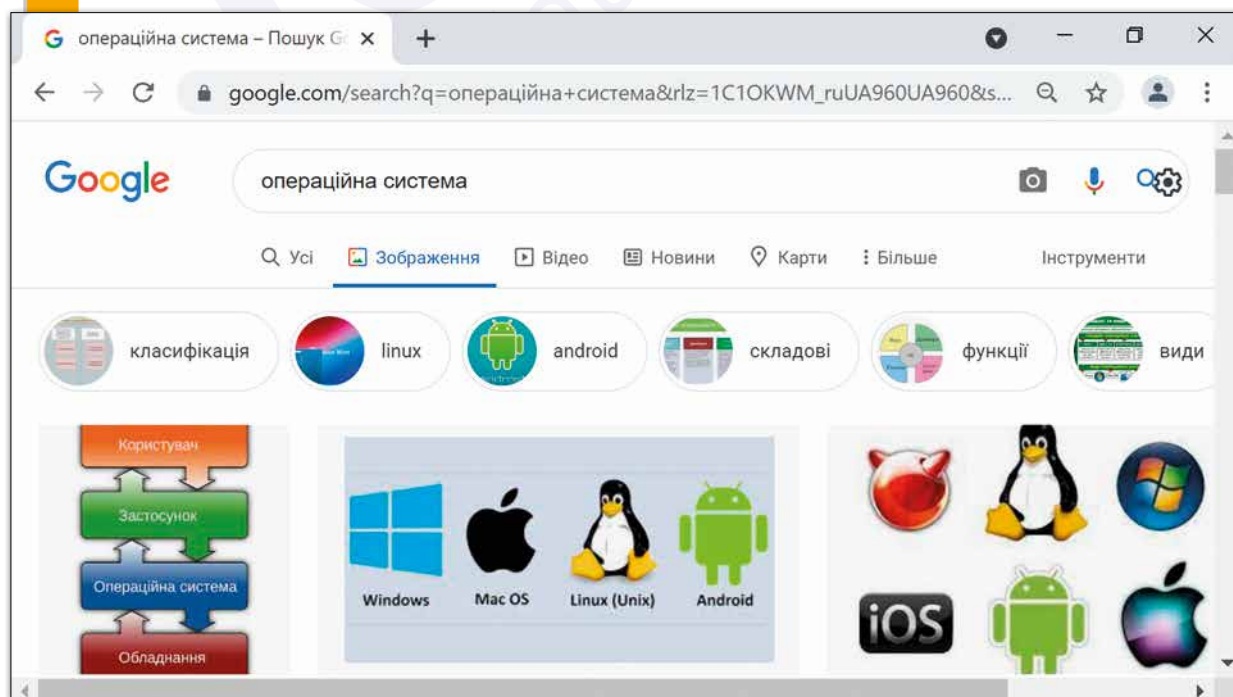 операційна система – Пошук G
google.com/search?q=операційна+система&rlz=1C1OKWM_ruUA960UA960&s...
Google
операційна система
Усі Зображення Відео Новини Карти Більше Інструменти
класифікація linux android складові функції види
Користувач
Застосунок
Операційна система
Обладнання
Windows Mac OS Linux (Unix) Android
iOS